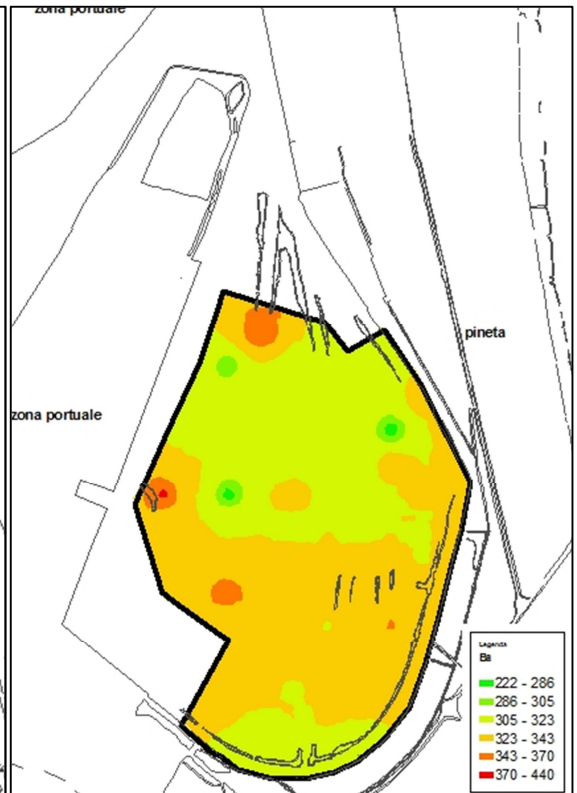 zona portuale
pineta
zona portuale
Legenda
Ba
222 - 286
286 - 305
305 - 323
323 - 343
343 - 370
370 - 440